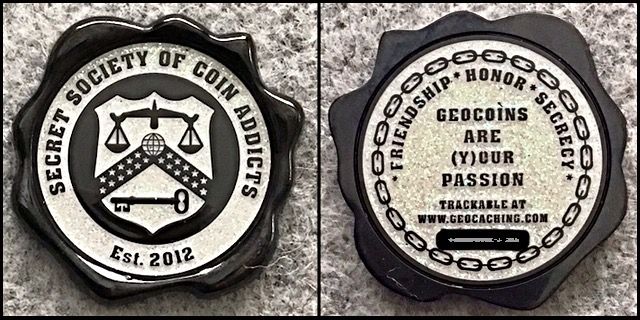 SECRET SOCIETY OF COIN ADDICTS
Est. 2012
*FRIENDSHIP*HONOR*SECRECY*
GEOCOINS
ARE
(Y)OUR
PASSION
TRACKABLE AT
WWW.GEOCACHING.COM